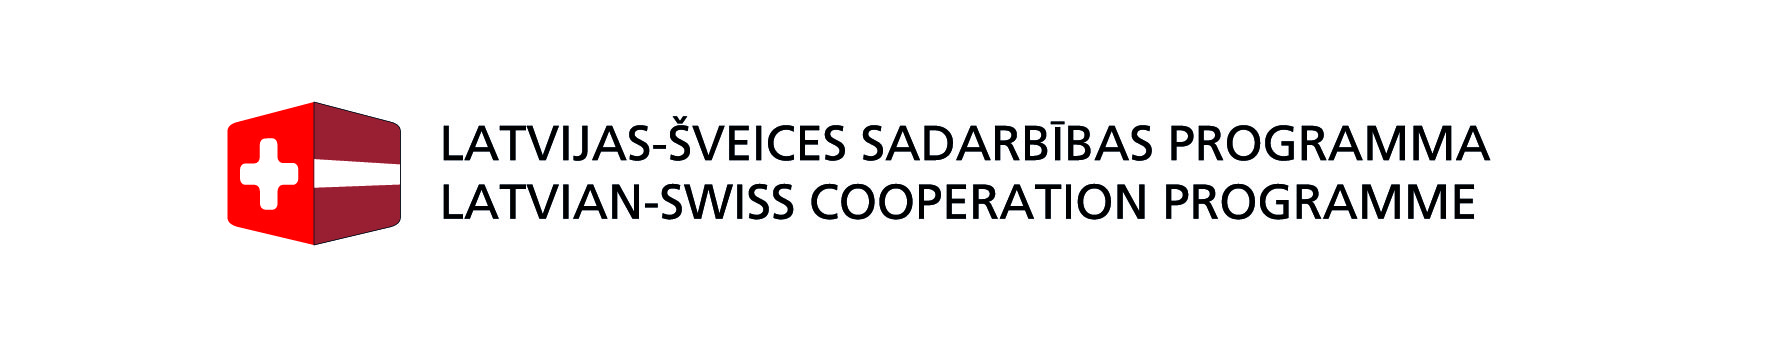 LATVIJAS-ŠVEICES SADARBĪBAS PROGRAMMA
LATVIAN-SWISS COOPERATION PROGRAMME